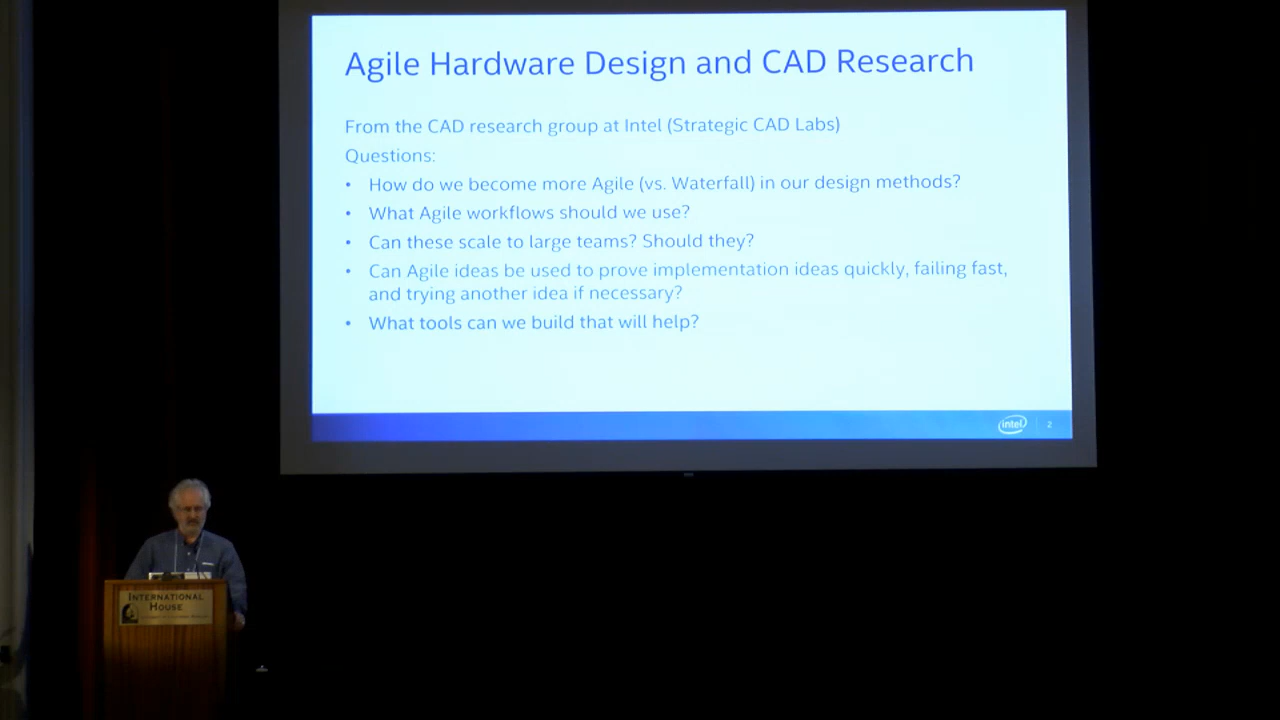 Agile Hardware Design and CAD Research
From the CAD research group at Intel (Strategic CAD Labs)
Questions:
• How do we become more Agile (vs. Waterfall) in our design methods?
• What Agile workflows should we use?
• Can these scale to large teams? Should they?
• Can Agile ideas be used to prove implementation ideas quickly, failing fast,
and trying another idea if necessary?
• What tools can we build that will help?
intel
2
INTERNATIONAL
HOUSE